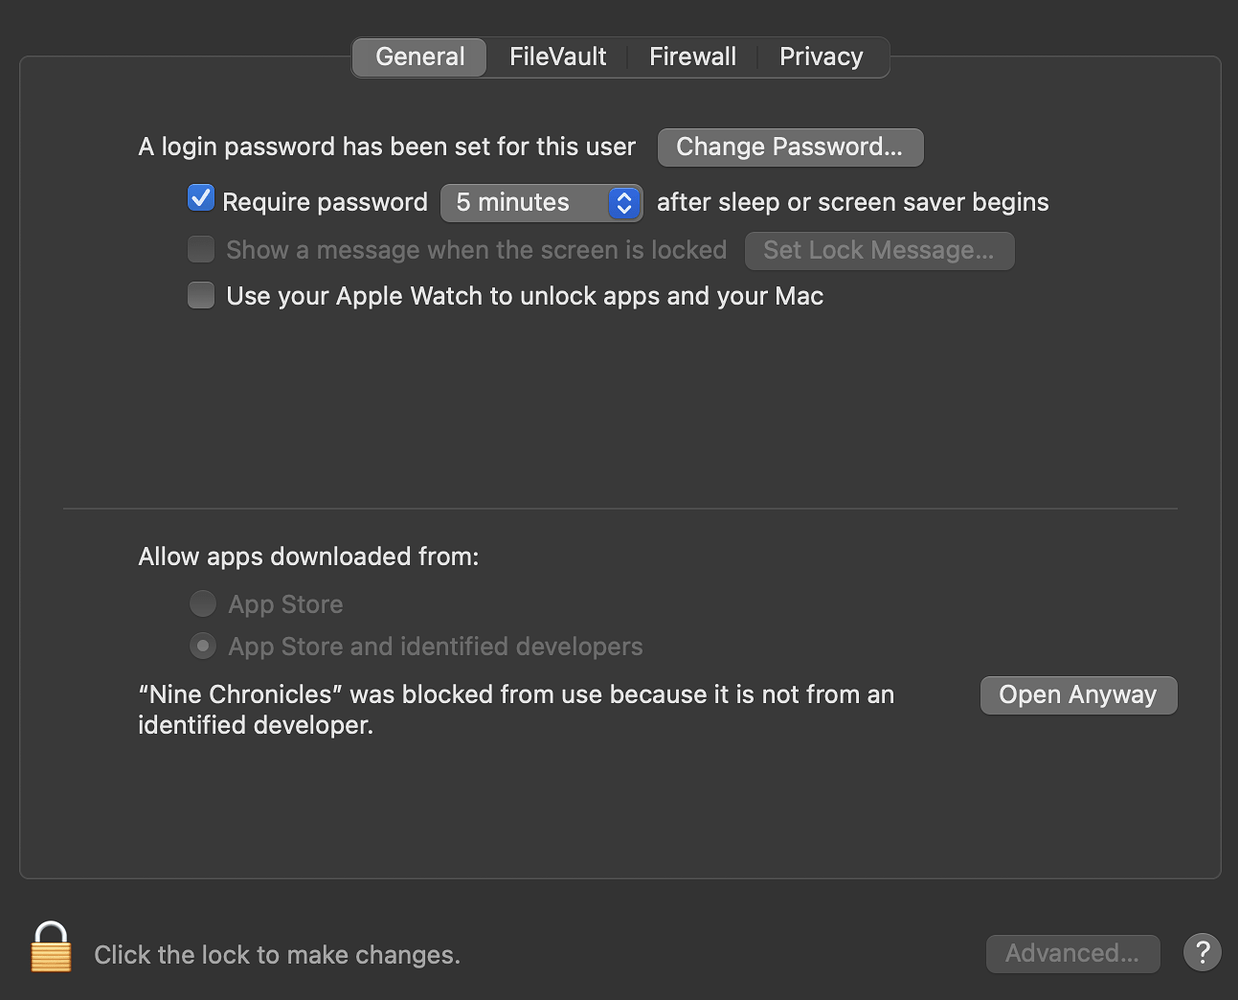 General FileVault Firewall Privacy
A login password has been set for this user Change Password...
Require password 5 minutes after sleep or screen saver begins
Show a message when the screen is locked Set Lock Message...
Use your Apple Watch to unlock apps and your Mac
Allow apps downloaded from:
App Store
App Store and identified developers
“Nine Chronicles” was blocked from use because it is not from an Open Anyway
identified developer.
Click the lock to make changes. Advanced... ?